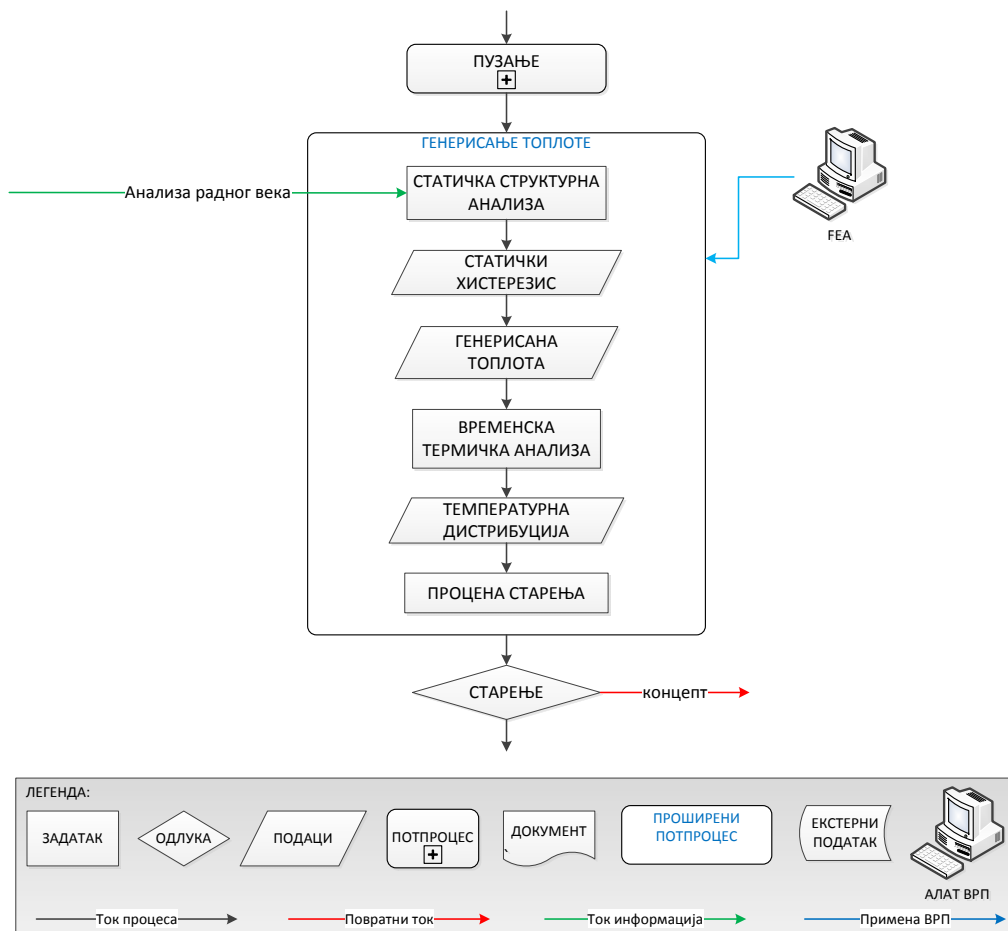 ПУЗАЊЕ
ГЕНЕРИСАЊЕ ТОПЛОТЕ
Анализа радног века
СТАТИЧКА СТРУКТУРНА
АНАЛИЗА
FEA
СТАТИЧКИ
ХИСТЕРЕЗИС
ГЕНЕРИСАНА
ТОПЛОТА
ВРЕМЕНСКА
ТЕРМИЧКА АНАЛИЗА
ТЕМПЕРАТУРНА
ДИСТРИБУЦИЈА
ПРОЦЕНА СТАРЕЊА
СТАРЕЊЕ
концепт
ЛЕГЕНДА:
ЗАДАТАК
ОДЛУКА
ПОДАЦИ
ПОТПРОЦЕС
ДОКУМЕНТ
ПРОШИРЕНИ
ПОТПРОЦЕС
ЕКСТЕРНИ
ПОДАТАК
АЛАТ ВРП
Ток процеса
Повратни ток
Ток информација
Примена ВРП